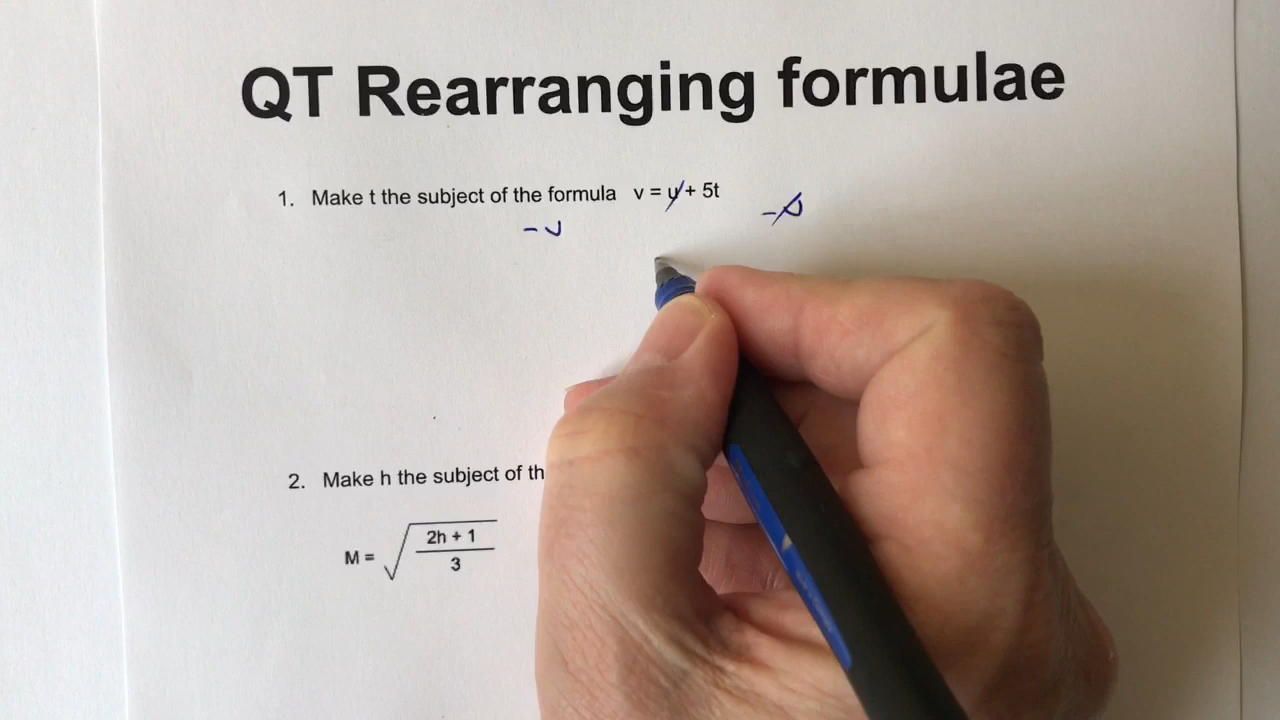 QT Rearranging formulae
1. Make t the subject of the formula v = u + 5t
2. Make h the subject of th
M = √
2h + 1
3